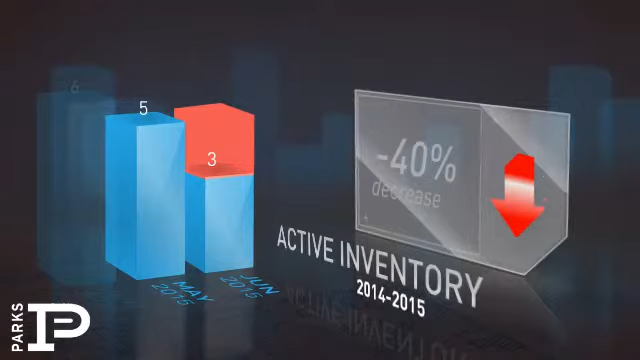 6
5
3
MAY
2015
JUN
2015
-40%
decrease
ACTIVE INVENTORY
2014-2015
PARKS
P